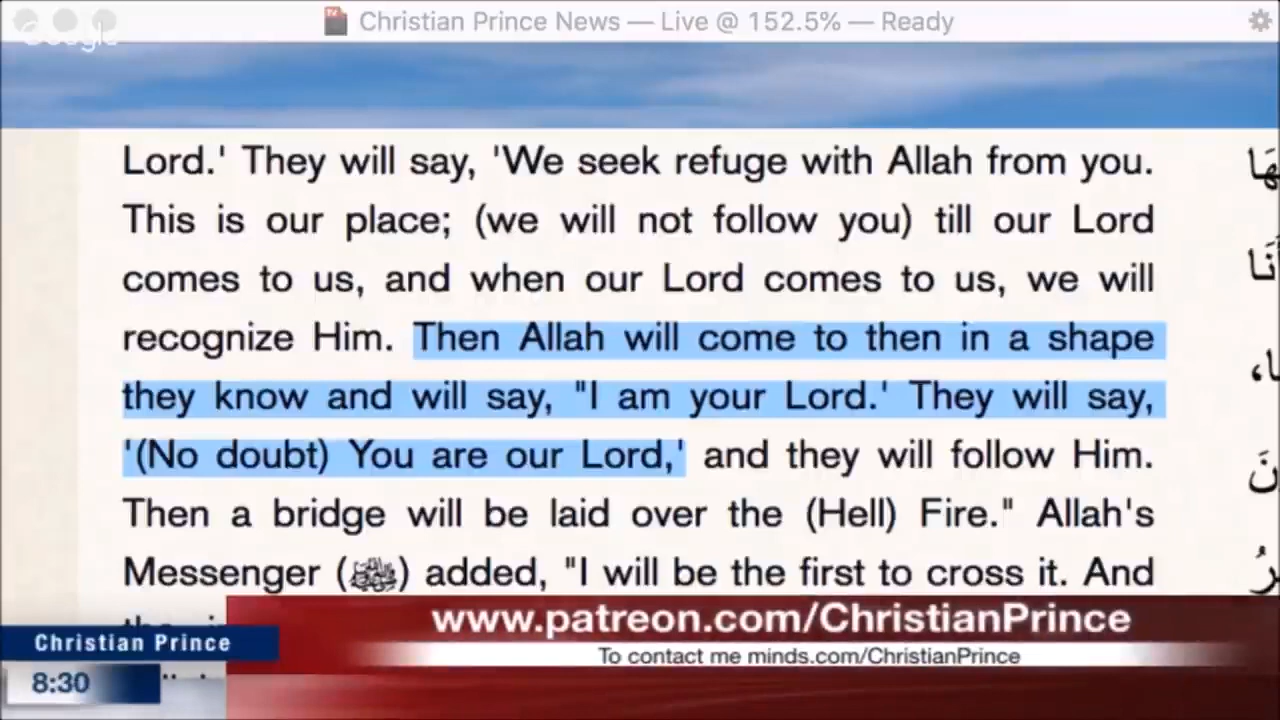 Christian Prince News — Live @ 152.5% — Ready
Google
Lord.' They will say, 'We seek refuge with Allah from you.
This is our place; (we will not follow you) till our Lord
comes to us, and when our Lord comes to us, we will
recognize Him. Then Allah will come to then in a shape
they know and will say, "I am your Lord.' They will say,
'(No doubt) You are our Lord,' and they will follow Him.
Then a bridge will be laid over the (Hell) Fire." Allah's
Messenger (ﷺ) added, "I will be the first to cross it. And
www.patreon.com/ChristianPrince
Christian Prince
To contact me minds.com/ChristianPrince
8:30